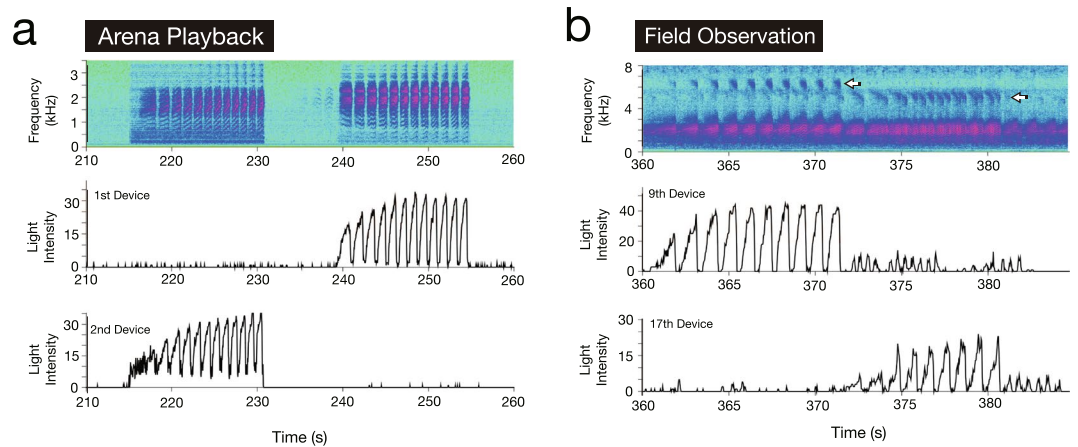 a
Arena Playback
Frequency
(kHz)
3
2
1
0
210 220 230 240 250 260
1st Device
Light
Intensity
30
15
0
210 220 230 240 250 260
2nd Device
Light
Intensity
30
15
0
210 220 230 240 250 260
Time (s)
b
Field Observation
Frequency
(kHz)
8
6
4
2
0
360 365 370 375 380
9th Device
Light
Intensity
40
20
0
360 365 370 375 380
17th Device
Light
Intensity
30
15
0
360 365 370 375 380
Time (s)